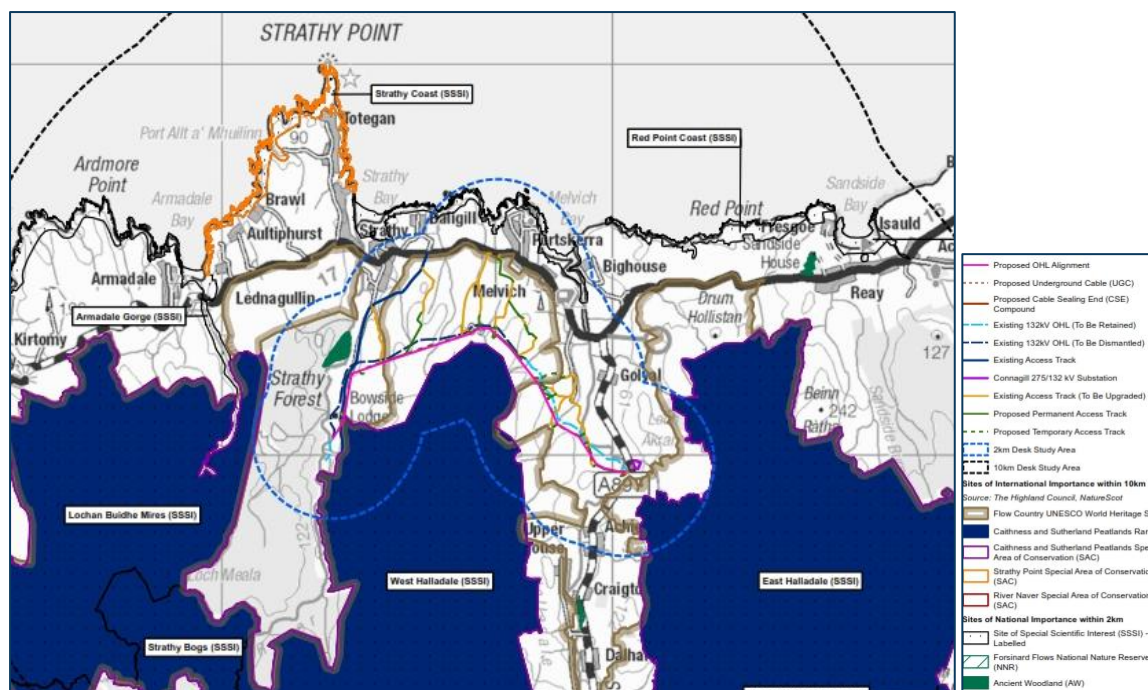 STRATHY POINT
Strathy Coast (SSSI)
Totegan
Port Allt a' Mhuilinn
90
Red Point Coast (SSSI)
Ardmore
Point
Armadale
Bay
Strathy
Bay
Sandside
Bay
Brawl
Baligill
Melvich
Red Point
Isauld
16
Aultiphurst
Strathy
Portskerra
Fresgoe
Sandside
House
Armadale
17
Bighouse
Lednagullip
Melvich
Drum
Hollistan
Reay
Armadale Gorge (SSSI)
Kirtomy
127
Strathy
Forest
Golval
Beinn
Ratha
242
Bowside
Lodge
A897
Lochan Buidhe Mires (SSSI)
122
Upper
Loch Meala
West Halladale (SSSI)
East Halladale (SSSI)
Craigto
Strathy Bogs (SSSI)
Dalha
Proposed OHL Alignment
Proposed Underground Cable (UGC)
Proposed Cable Sealing End (CSE)
Compound
Existing 132kV OHL (To Be Retained)
Existing 132kV OHL (To Be Dismantled)
Existing Access Track
Connagill 275/132 kV Substation
Existing Access Track (To Be Upgraded)
Proposed Permanent Access Track
Proposed Temporary Access Track
2km Desk Study Area
10km Desk Study Area
Sites of International Importance within 10km
Source: The Highland Council, NatureScot
Flow Country UNESCO World Heritage S
Caithness and Sutherland Peatlands Ram
Caithness and Sutherland Peatlands Spe
Area of Conservation (SAC)
Strathy Point Special Area of Conservatio
(SAC)
River Naver Special Area of Conservation
(SAC)
Sites of National Importance within 2km
Site of Special Scientific Interest (SSSI) -
Labelled
Forsinard Flows National Nature Reserve
(NNR)
Ancient Woodland (AW)